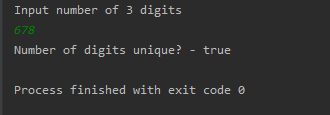 Input number of 3 digits
678
Number of digits unique? - true
Process finished with exit code 0